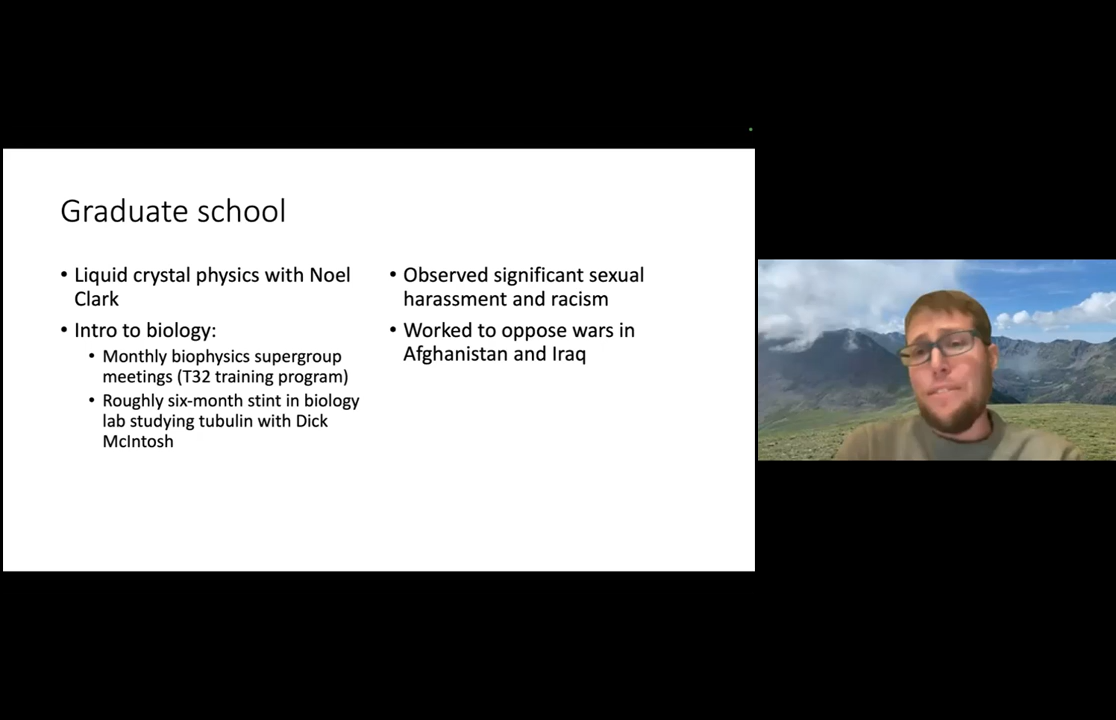 Graduate school
• Liquid crystal physics with Noel
Clark
• Intro to biology:
• Monthly biophysics supergroup
meetings (T32 training program)
• Roughly six-month stint in biology
lab studying tubulin with Dick
McIntosh
• Observed significant sexual
harassment and racism
• Worked to oppose wars in
Afghanistan and Iraq